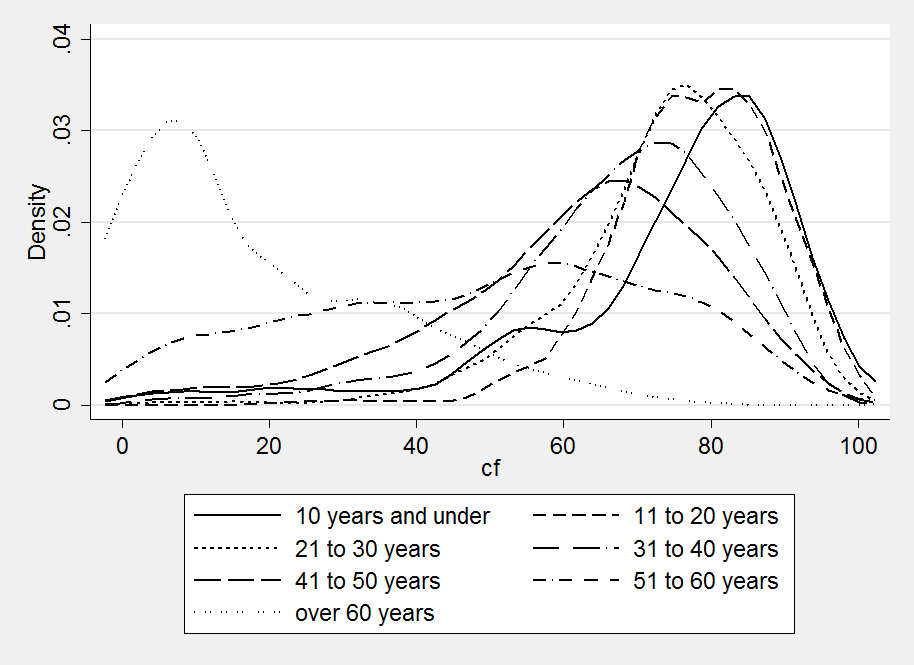 .04
.03
.02
.01
0
Density
0 20 40 60 80 100
cf
10 years and under 11 to 20 years
21 to 30 years 31 to 40 years
41 to 50 years 51 to 60 years
over 60 years